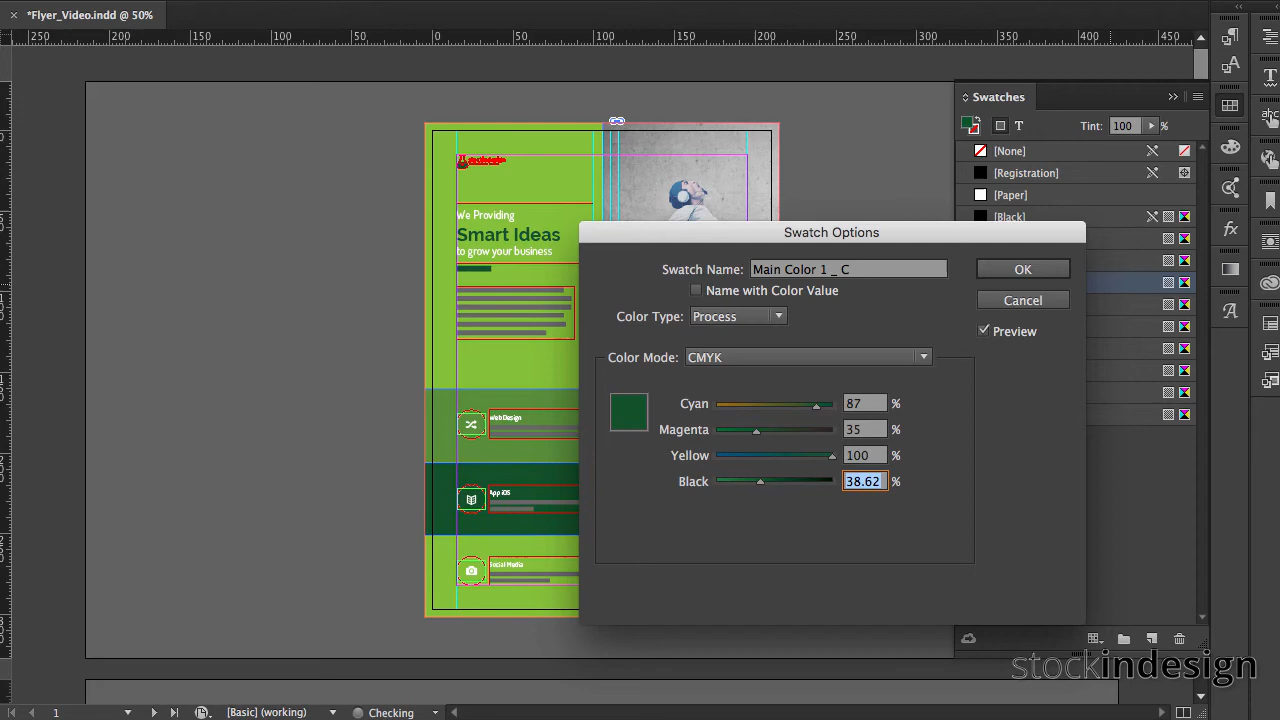 *Flyer_Video.indd @ 50%
250 200 150 100 50 0 50 100 150 200 250 300 350 400 450
Swatches
T
Tint: 100 %
[None]
[Registration]
[Paper]
[Black]
We Providing
Smart Ideas
to grow your business
Web Design
App iOS
Social Media
Swatch Options
Swatch Name: Main Color 1 _ C
OK
Name with Color Value
Cancel
Color Type: Process
Preview
Color Mode: CMYK
Cyan 87 %
Magenta 35 %
Yellow 100 %
Black 38.62 %
stockindesign
1 [Basic] (working) Checking